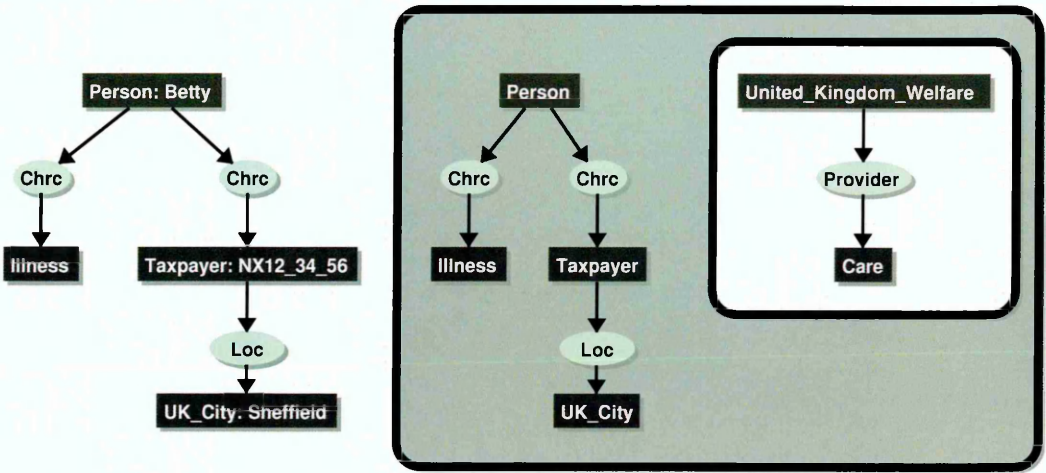 Person: Betty
Person
United_Kingdom_Welfare
Chrc
Chrc
Chrc
Chrc
Provider
Illness
Taxpayer: NX12_34_56
Illness
Taxpayer
Care
Loc
Loc
UK_City: Sheffield
UK_City